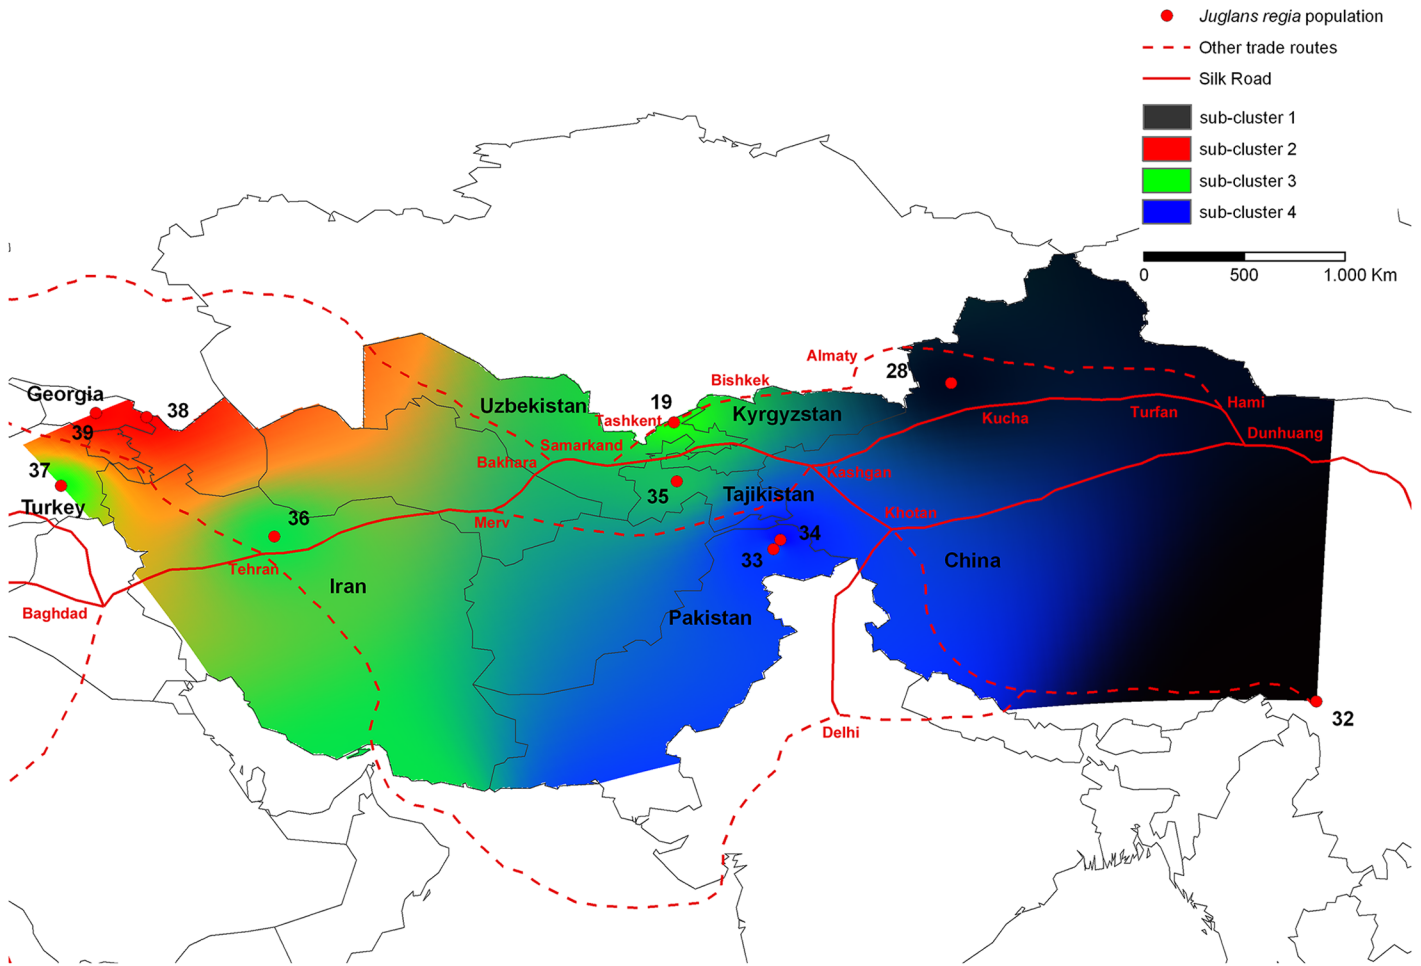 Juglans regia population
Other trade routes
Silk Road
sub-cluster 1
sub-cluster 2
sub-cluster 3
sub-cluster 4
0 500 1.000 Km
Almaty
28
Bishkek
Georgia
38
19
Uzbekistan
Tashkent
Kyrgyzstan
Kucha
Turfan
Hami
39
Samarkand
Dunhuang
Bakhara
37
Kashgan
35
Tajikistan
Turkey
Merv
Khotan
36
34
33
China
Tehran
Iran
Baghdad
Pakistan
32
Delhi